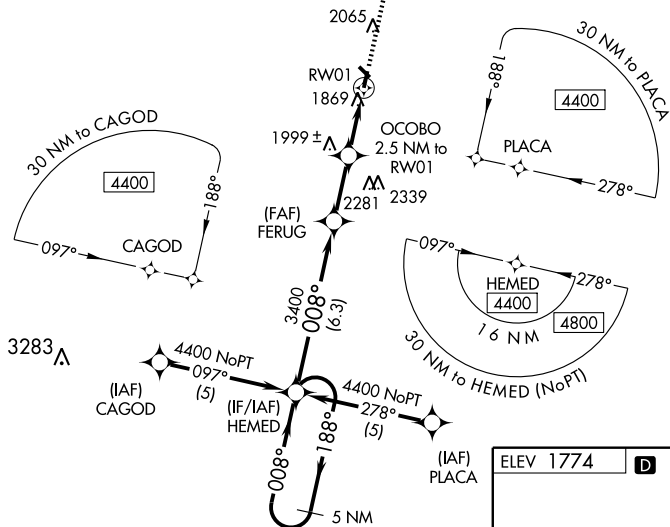 2065
RW01
1869
30 NM to PLACA
188°
4400
PLACA
278°
30 NM to CAGOD
4400
188°
097°
CAGOD
1999 ±
OCOBO
2.5 NM to
RW01
2281
2339
(FAF)
FERUG
097°
278°
HEMED
4400
16 NM
4800
30 NM to HEMED (NoPT)
3400
008°
(6.3)
3283
4400 NoPT
097°
(5)
(IAF)
CAGOD
(IF/IAF)
HEMED
4400 NoPT
278°
(5)
(IAF)
PLACA
008°
188°
5 NM
ELEV 1774
D